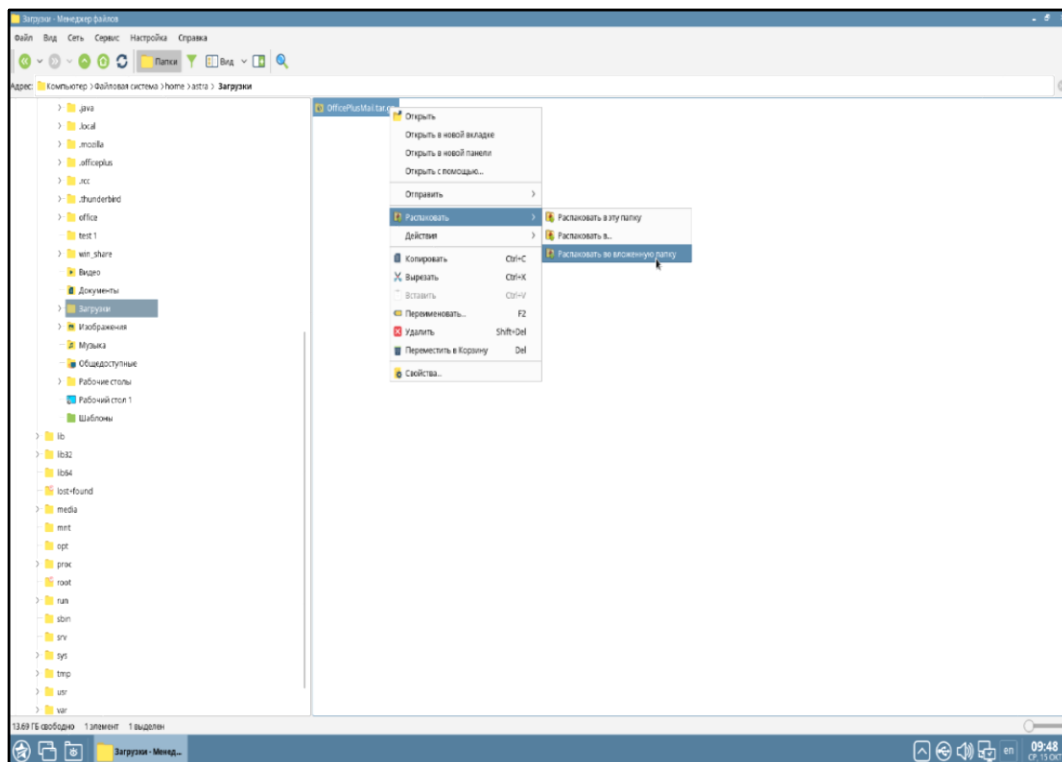 Загрузки - Менеджер файлов
Файл Вид Сеть Сервис Настройка Справка
Папки Вид
Адрес: Компьютер > Файловая система > home > astra > Загрузки
.java
.local
.mozilla
.officeplus
.rcc
.thunderbird
office
test 1
win_share
Видео
Документы
Загрузки
Изображения
Музыка
Общедоступные
Рабочие столы
Рабочий стол 1
Шаблоны
lib
lib32
lib64
lost+found
media
mnt
opt
proc
root
run
sbin
srv
sys
tmp
usr
var
OfficePlusMail.tar.gz
Открыть
Открыть в новой вкладке
Открыть в новой панели
Открыть с помощью...
Отправить
Распаковать
Действия
Копировать Ctrl+C
Вырезать Ctrl+X
Вставить Ctrl+V
Переименовать... F2
Удалить Shift+Del
Переместить в Корзину Del
Свойства...
Распаковать в эту папку
Распаковать в...
Распаковать во вложенную папку
13.69 ГБ свободно 1 элемент 1 выделен
Загрузки - Менед...
en
09:48